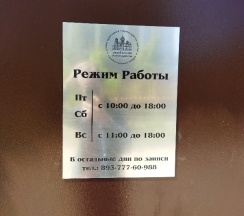 Режим Работы
Пт
с 10:00 до 18:00
Сб
Вс с 11:00 до 18:00
В остальные дни по записи
тел.: 893-777-60-988